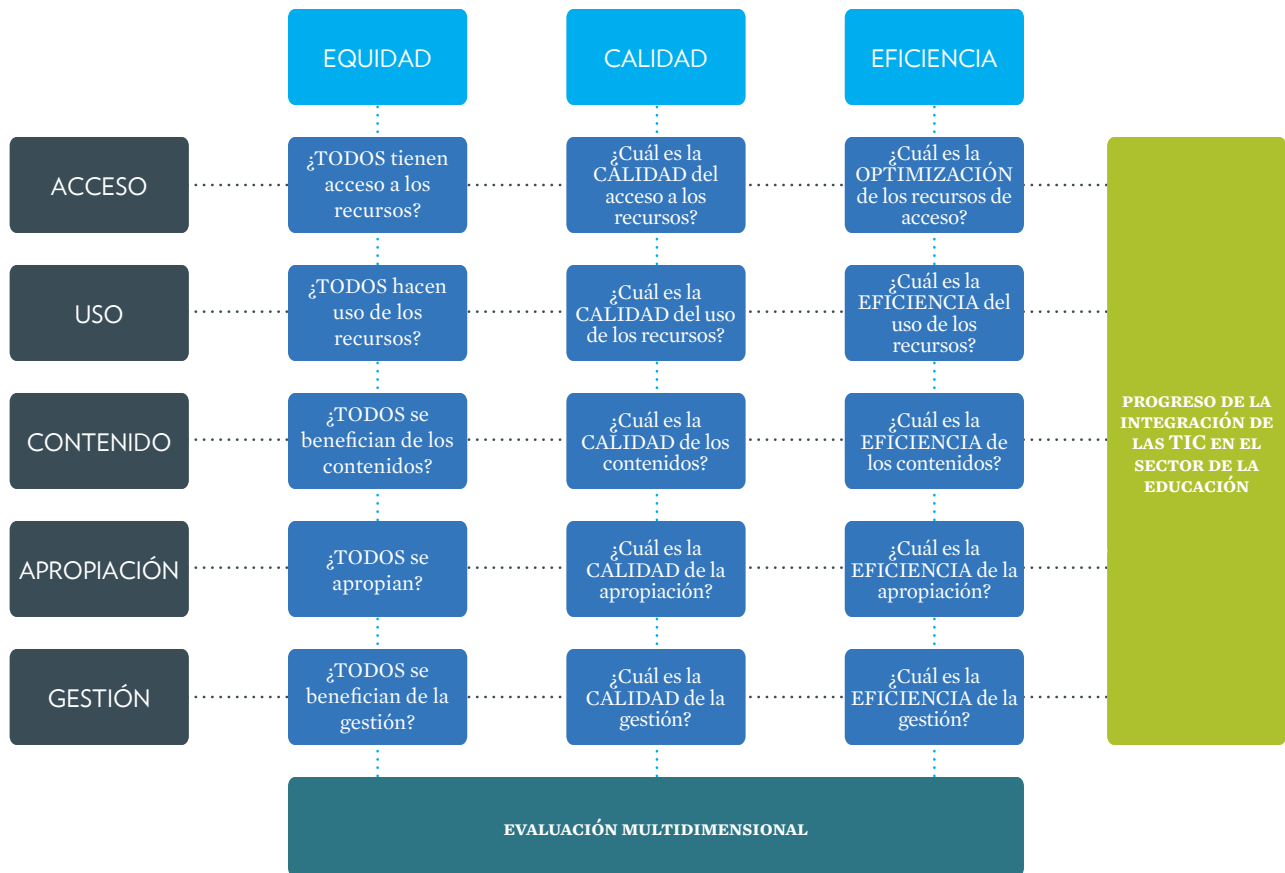 EQUIDAD
CALIDAD
EFICIENCIA
ACCESO
¿TODOS tienen
acceso a los
recursos?
¿Cuál es la
CALIDAD del
acceso a los
recursos?
¿Cuál es la
OPTIMIZACIÓN
de los recursos de
acceso?
USO
¿TODOS hacen
uso de los
recursos?
¿Cuál es la
CALIDAD del uso
de los recursos?
¿Cuál es la
EFICIENCIA del
uso de los
recursos?
CONTENIDO
¿TODOS se
benefician de los
contenidos?
¿Cuál es la
CALIDAD de los
contenidos?
¿Cuál es la
EFICIENCIA de
los contenidos?
APROPIACIÓN
¿TODOS se
apropian?
¿Cuál es la
CALIDAD de la
apropiación?
¿Cuál es la
EFICIENCIA de la
apropiación?
GESTIÓN
¿TODOS se
benefician de la
gestión?
¿Cuál es la
CALIDAD de la
gestión?
¿Cuál es la
EFICIENCIA de la
gestión?
PROGRESO DE LA
INTEGRACIÓN DE
LAS TIC EN EL
SECTOR DE LA
EDUCACIÓN
EVALUACIÓN MULTIDIMENSIONAL